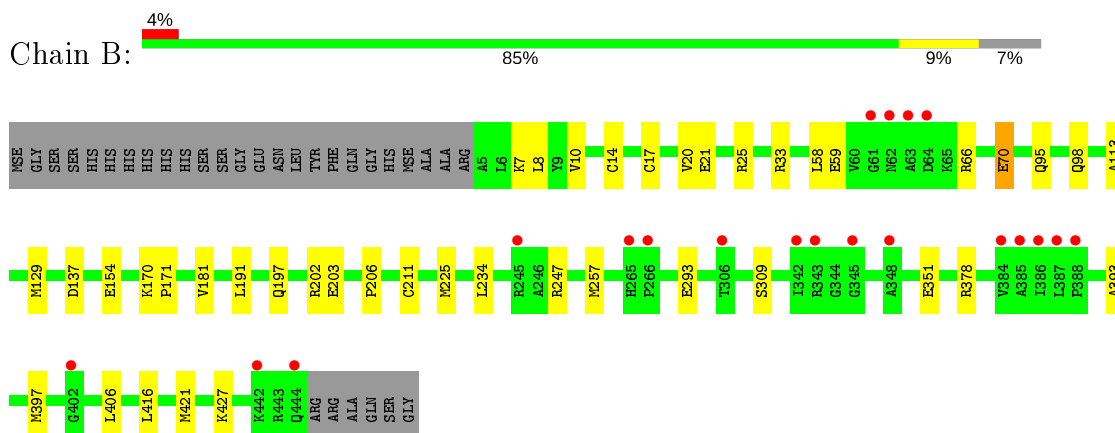 4%
Chain B:
85% 9% 7%
MSE GLY SER SER HIS HIS HIS HIS HIS HIS SER SER GLY GLU ASN LEU TYR PHE GLN GLY HIS MSE ALA ALA ARG A5 L6 K7 L8 Y9 V10 C14 C17 V20 E21 R25 R33 L58 E59 V60 G61 N62 A63 D64 K65 R66 E70 Q95 Q98 A113
M129 D137 E154 K170 P171 V181 L191 Q197 R202 E203 P206 C211 M225 L234 R245 A246 R247 M257 H265 P266 E293 T306 S309 I342 R343 G344 G345 A348 E351 R378 V384 A385 I386 L387 P388 A393
M397 G402 L406 L416 M421 K427 K442 R443 Q444 ARG ARG ALA GLN SER GLY